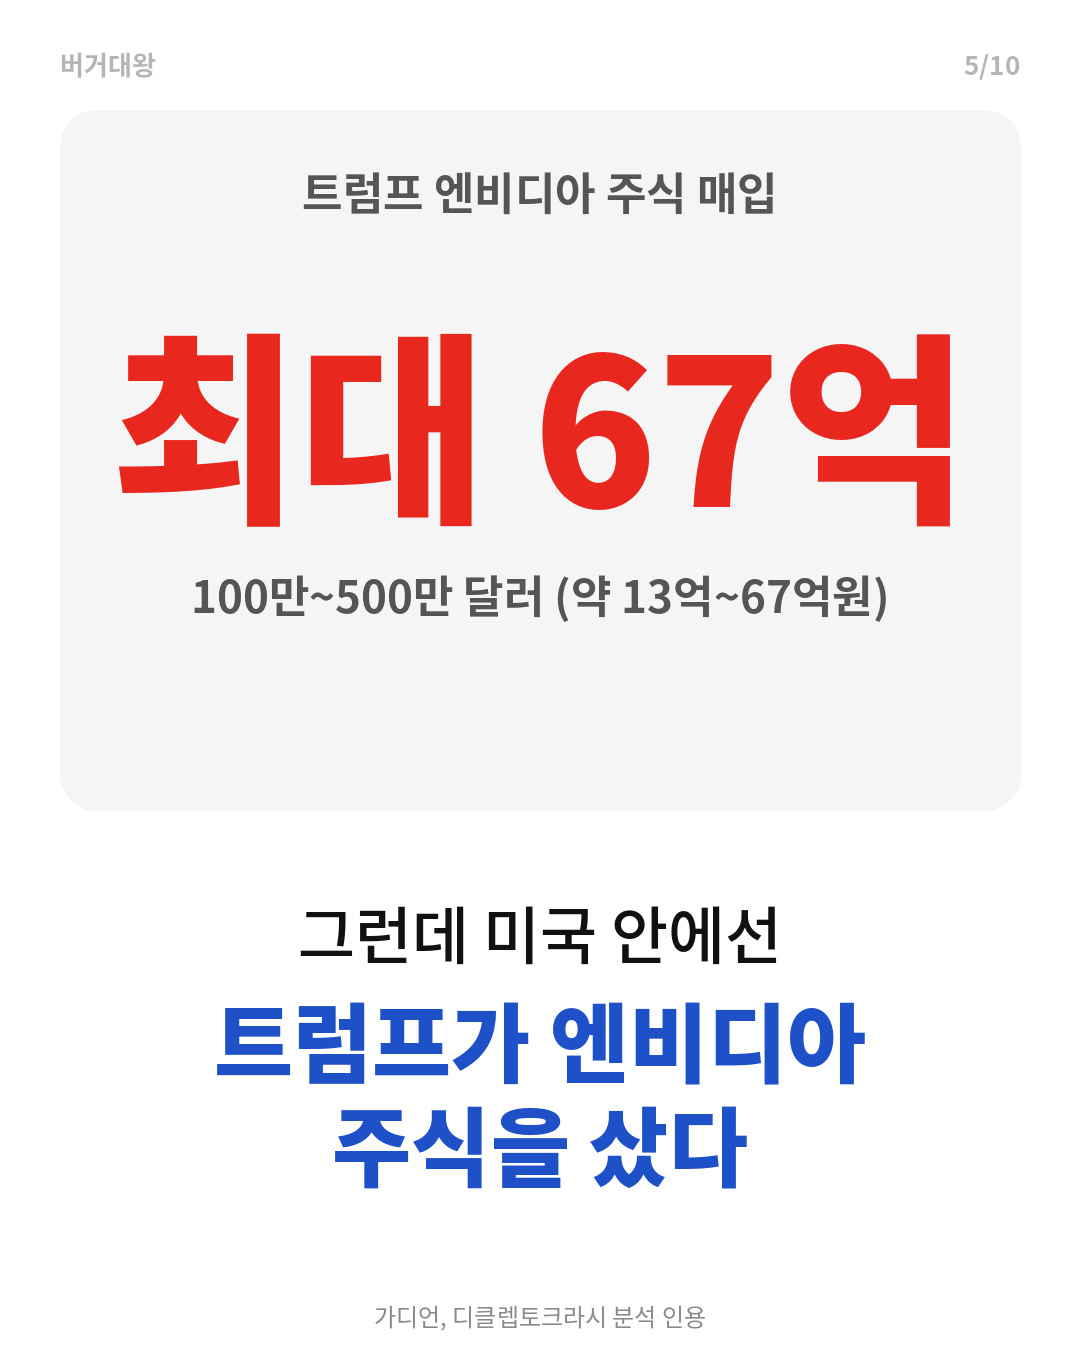 버거대왕
5/10
트럼프 엔비디아 주식 매입
최대 67억
100만~500만 달러 (약 13억~67억원)
그런데 미국 안에선
트럼프가 엔비디아
주식을 샀다
가디언, 디클렙토크라시 분석 인용